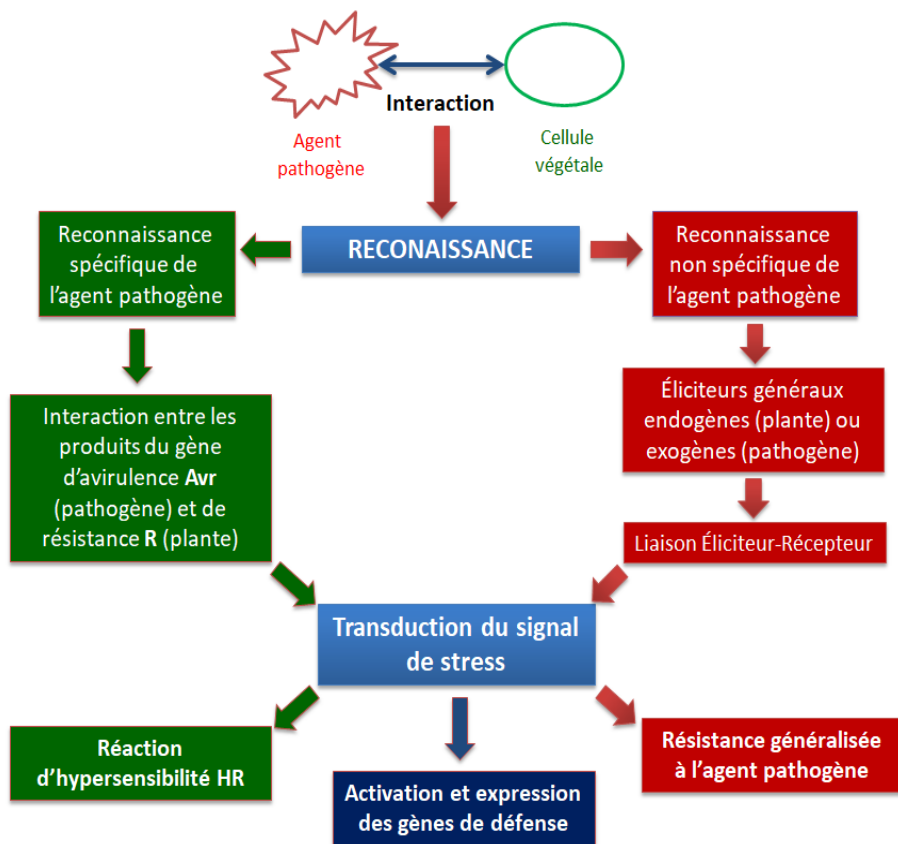 Interaction
Agent
pathogène
Cellule
végétale
RECONAISSANCE
Reconnaissance
spécifique de
l'agent pathogène
Reconnaissance
non spécifique de
l'agent pathogène
Interaction entre les
produits du gène
d'avirulence Avr
(pathogène) et de
résistance R (plante)
Éliciteurs généraux
endogènes (plante) ou
exogènes (pathogène)
Liaison Éliciteur-Récepteur
Transduction du signal
de stress
Réaction
d'hypersensibilité HR
Activation et expression
des gènes de défense
Résistance généralisée
à l'agent pathogène